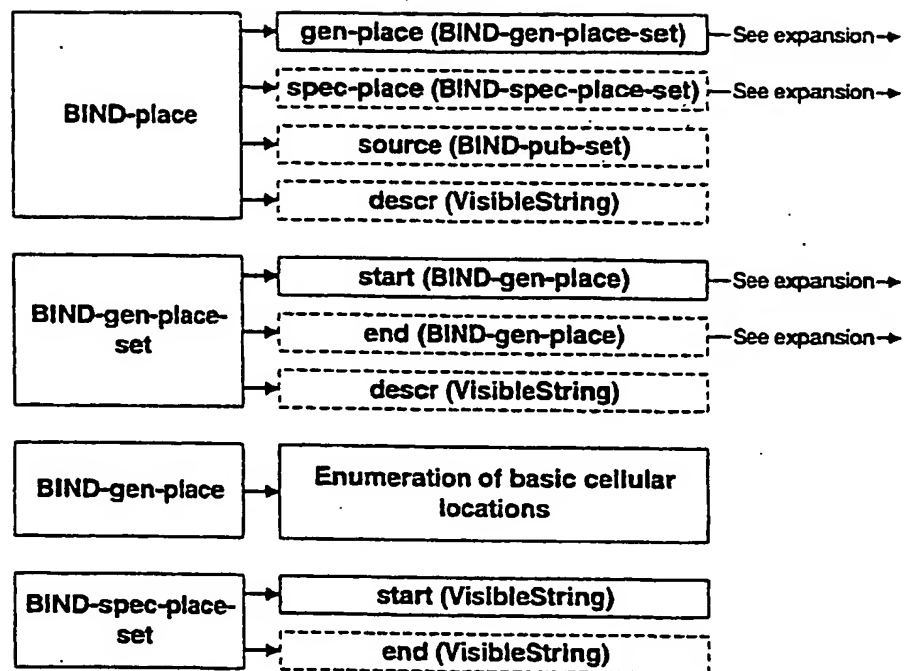 BIND-place
gen-place (BIND-gen-place-set)
See expansion
spec-place (BIND-spec-place-set)
See expansion
source (BIND-pub-set)
descr (VisibleString)
BIND-gen-place-
set
start (BIND-gen-place)
See expansion
end (BIND-gen-place)
See expansion
descr (VisibleString)
BIND-gen-place
Enumeration of basic cellular
locations
BIND-spec-place-
set
start (VisibleString)
end (VisibleString)